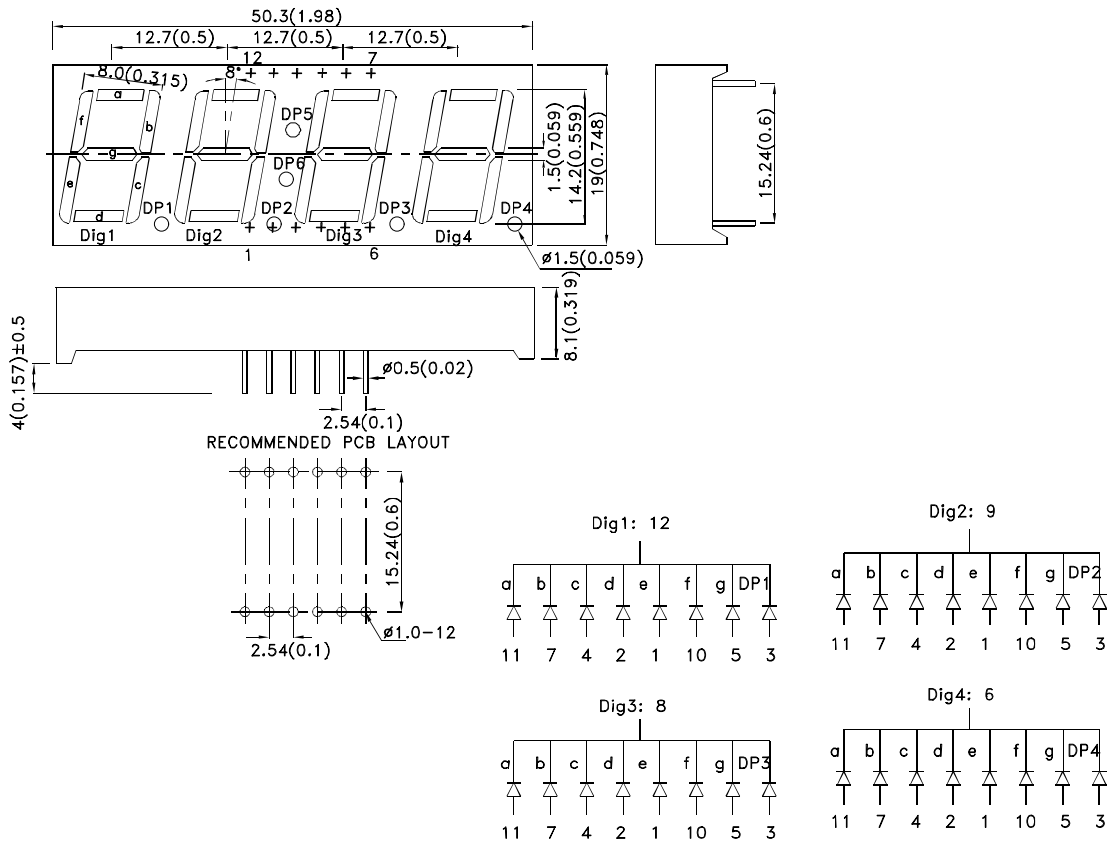 50.3(1.98)
12.7(0.5) 12.7(0.5) 12.7(0.5)
12 7
8.0(0.315) 8°
a
f b
g
e c
d
DP5
DP6
DP1 DP2 DP3 DP4
Dig1 Dig2 Dig3 Dig4
1 6
1.5(0.059)
14.2(0.559)
19(0.748)
ø1.5(0.059)
15.24(0.6)
8.1(0.319)
4(0.157)±0.5
ø0.5(0.02)
2.54(0.1)
RECOMMENDED PCB LAYOUT
15.24(0.6)
ø1.0-12
2.54(0.1)
Dig1: 12
a b c d e f g DP1
11 7 4 2 1 10 5 3
Dig2: 9
a b c d e f g DP2
11 7 4 2 1 10 5 3
Dig3: 8
a b c d e f g DP3
11 7 4 2 1 10 5 3
Dig4: 6
a b c d e f g DP4
11 7 4 2 1 10 5 3